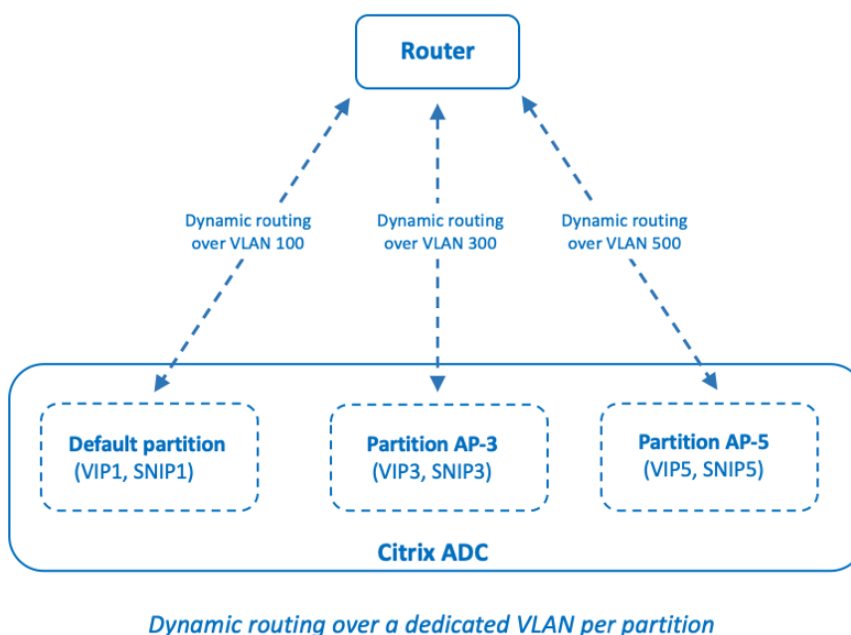 Router
Dynamic routing
over VLAN 100
Dynamic routing
over VLAN 300
Dynamic routing
over VLAN 500
Default partition
(VIP1, SNIP1)
Partition AP-3
(VIP3, SNIP3)
Partition AP-5
(VIP5, SNIP5)
Citrix ADC
Dynamic routing over a dedicated VLAN per partition